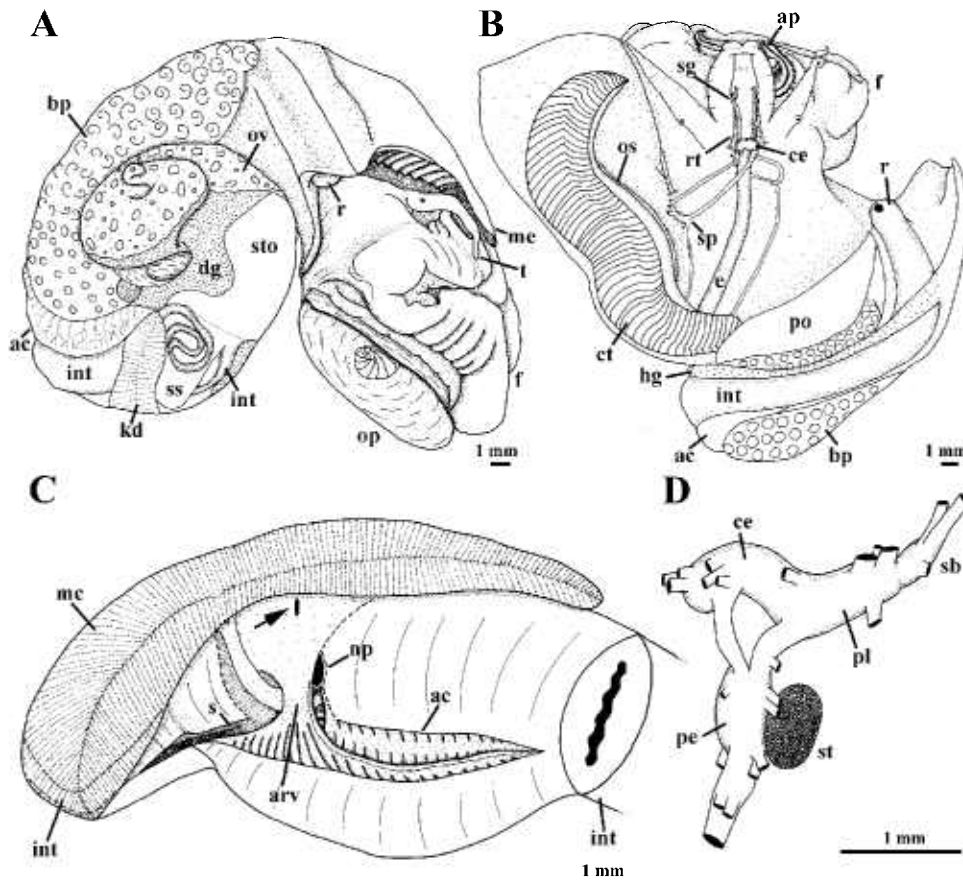 A
bp
ov
r
mc
t
dg
sto
ac
int
ss
int
kd
op
f
1 mm
B
ap
sg
f
os
rt
ce
r
sp
e
po
ct
hg
int
ac
bp
1 mm
C
mc
np
ac
s
arv
int
int
1 mm
D
ce
sb
pl
pe
st
1 mm